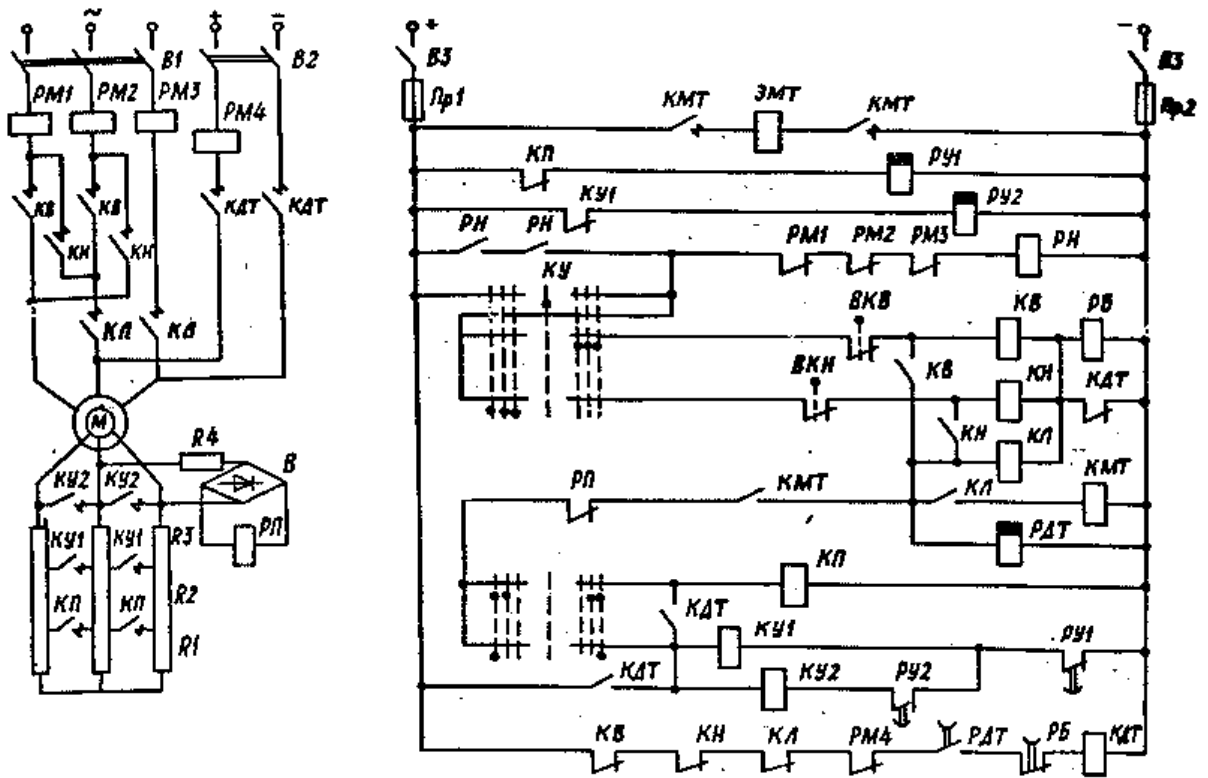 ~ + −
В1 В2
РМ1 РМ2 РМ3 РМ4
КВ КВ КДТ КДТ
КН КН
КЛ КЛ
М
R4 В
КУ2 КУ2
РП
КУ1 КУ1 R3
КП КП R2
R1
+ −
В3 В3
Пр1 Пр2
КМТ ЭМТ КМТ
КП РУ1
КУ1 РУ2
РН РН РМ1 РМ2 РМ3 РН
КУ
ВКВ КВ РБ
КВ
ВКН КН КДТ
КН КЛ
РП КМТ КЛ КМТ
РДТ
КП
КДТ
КУ1 РУ1
КДТ КУ2 РУ2
КВ КН КЛ РМ4 РДТ РБ КДТ